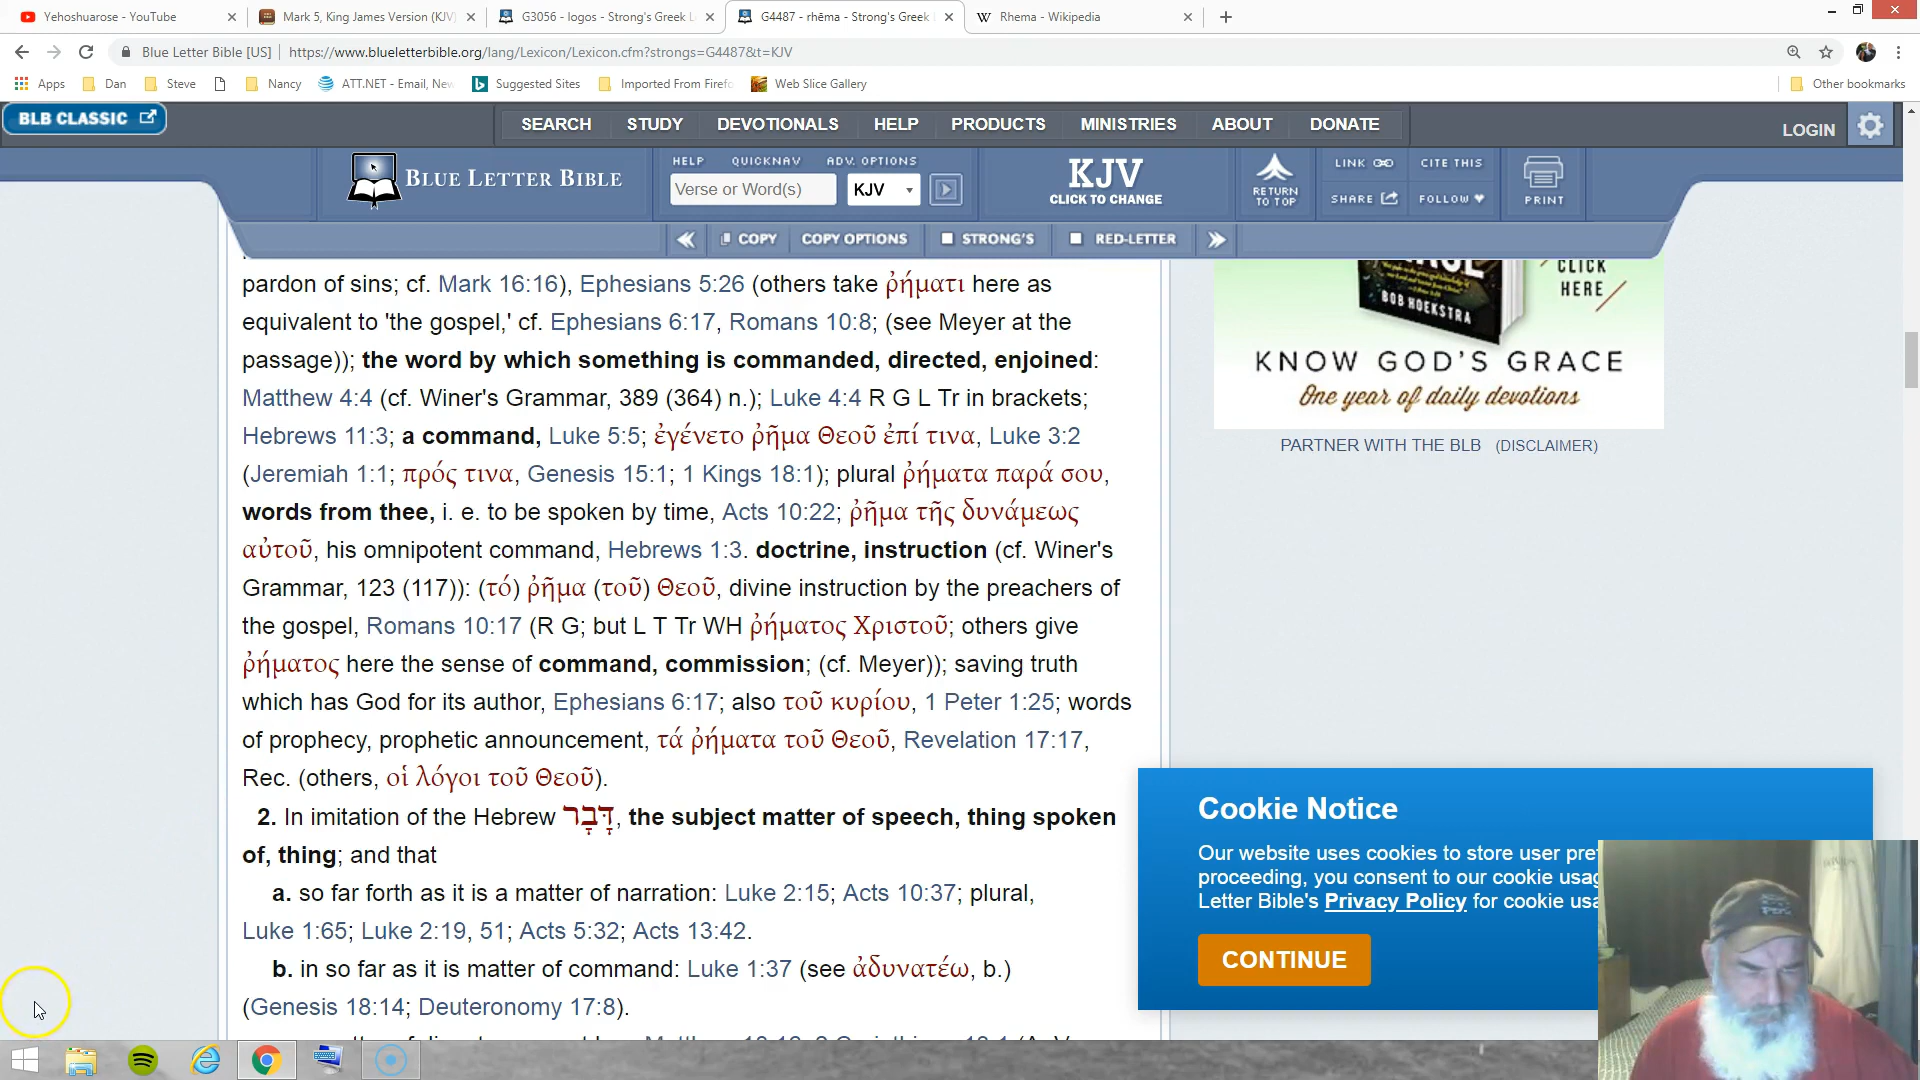 Yehoshuarose - YouTube
Mark 5, King James Version (KJV)
G3056 - logos - Strong's Greek L
G4487 - rhēma - Strong's Greek L
W Rhema - Wikipedia
Blue Letter Bible [US] | https://www.blueletterbible.org/lang/Lexicon/Lexicon.cfm?strongs=G4487&t=KJV
Apps Dan Steve Nancy ATT.NET - Email, New Suggested Sites Imported From Firefo Web Slice Gallery Other bookmarks
BLB CLASSIC
SEARCH STUDY DEVOTIONALS HELP PRODUCTS MINISTRIES ABOUT DONATE LOGIN
BLUE LETTER BIBLE
HELP QUICKNAV ADV. OPTIONS
Verse or Word(s) KJV
KJV
CLICK TO CHANGE
RETURN
TO TOP
LINK CITE THIS
SHARE FOLLOW
PRINT
COPY COPY OPTIONS STRONG'S RED-LETTER
pardon of sins; cf. Mark 16:16), Ephesians 5:26 (others take ῤήματι here as
equivalent to 'the gospel,' cf. Ephesians 6:17, Romans 10:8; (see Meyer at the
passage)); the word by which something is commanded, directed, enjoined:
Matthew 4:4 (cf. Winer's Grammar, 389 (364) n.); Luke 4:4 R G L Tr in brackets;
Hebrews 11:3; a command, Luke 5:5; ἐγένετο ῤῆμα Θεοῦ ἐπί τινα, Luke 3:2
(Jeremiah 1:1; πρός τινα, Genesis 15:1; 1 Kings 18:1); plural ῤήματα παρά σου,
words from thee, i. e. to be spoken by time, Acts 10:22; ῤῆμα τῆς δυνάμεως
αὐτοῦ, his omnipotent command, Hebrews 1:3. doctrine, instruction (cf. Winer's
Grammar, 123 (117)): (τό) ῤῆμα (τοῦ) Θεοῦ, divine instruction by the preachers of
the gospel, Romans 10:17 (R G; but L T Tr WH ῤήματος Χριστοῦ; others give
ῤήματος here the sense of command, commission; (cf. Meyer)); saving truth
which has God for its author, Ephesians 6:17; also τοῦ κυρίου, 1 Peter 1:25; words
of prophecy, prophetic announcement, τά ῤήματα τοῦ Θεοῦ, Revelation 17:17,
Rec. (others, οἱ λόγοι τοῦ Θεοῦ).
2. In imitation of the Hebrew דָּבָר, the subject matter of speech, thing spoken
of, thing; and that
a. so far forth as it is a matter of narration: Luke 2:15; Acts 10:37; plural,
Luke 1:65; Luke 2:19, 51; Acts 5:32; Acts 13:42.
b. in so far as it is matter of command: Luke 1:37 (see ἀδυνατέω, b.)
(Genesis 18:14; Deuteronomy 17:8).
BOB HOEKSTRA
CLICK
HERE
KNOW GOD'S GRACE
One year of daily devotions
PARTNER WITH THE BLB (DISCLAIMER)
Cookie Notice
Our website uses cookies to store user pre
proceeding, you consent to our cookie usag
Letter Bible's Privacy Policy for cookie usa
CONTINUE